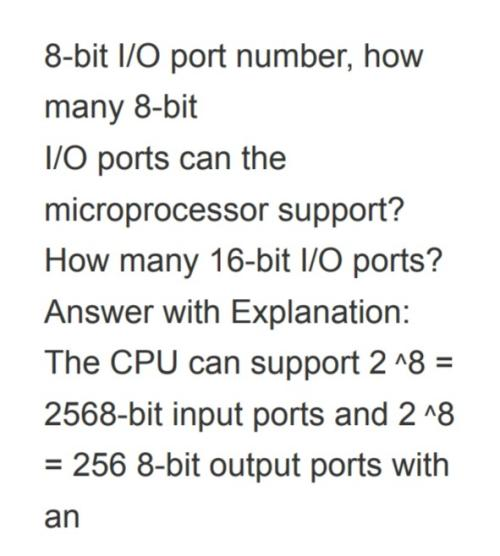 8-bit I/O port number, how
many 8-bit
I/O ports can the
microprocessor support?
How many 16-bit I/O ports?
Answer with Explanation:
The CPU can support 2 ^8 =
2568-bit input ports and 2 ^8
= 256 8-bit output ports with
an